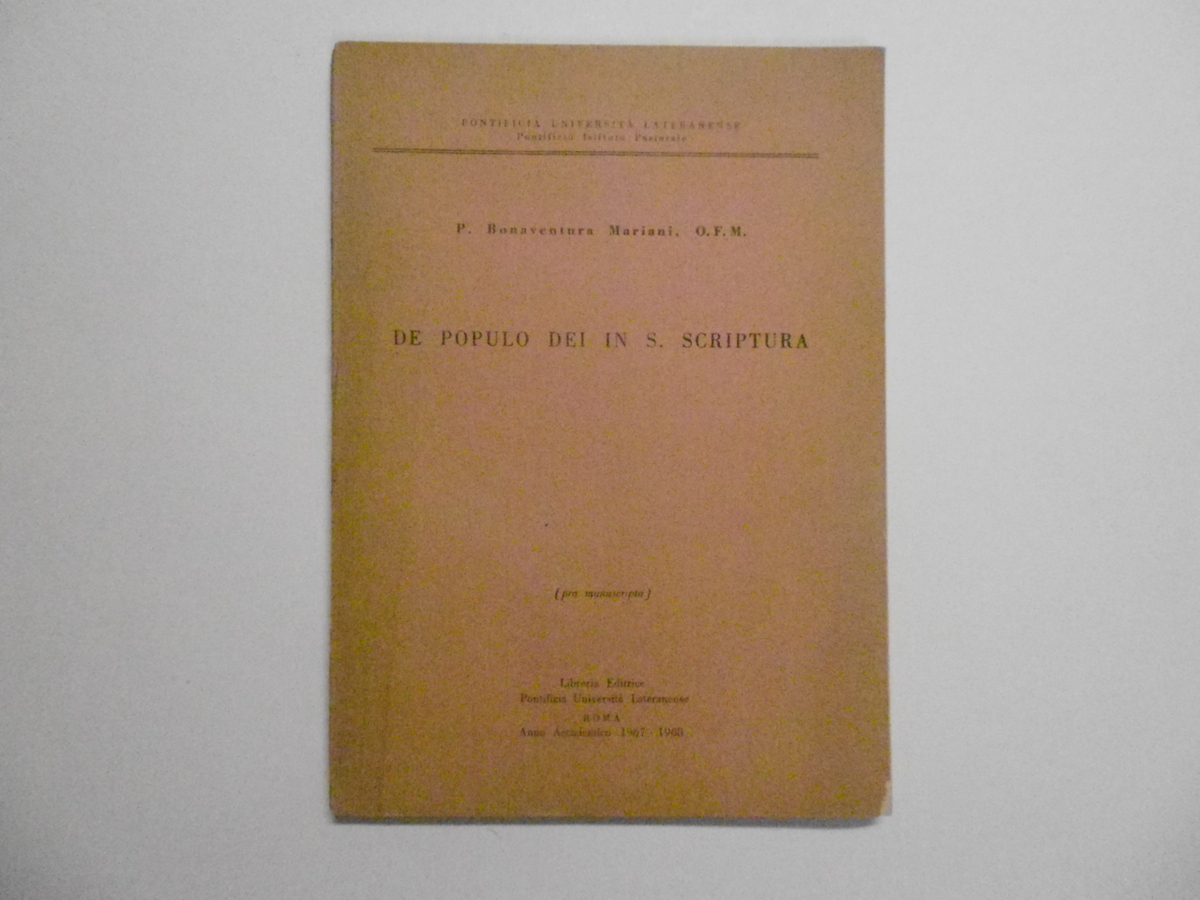 PONTIFICIA UNIVERSITÀ LATERANENSE
Pontificio Istituto Pastorale
P. Bonaventura Mariani, O.F.M.
DE POPULO DEI IN S. SCRIPTURA
(pro manuscripto)
Libreria Editrice
Pontificia Università Lateranense
ROMA
Anno Accademico 1967 - 1968